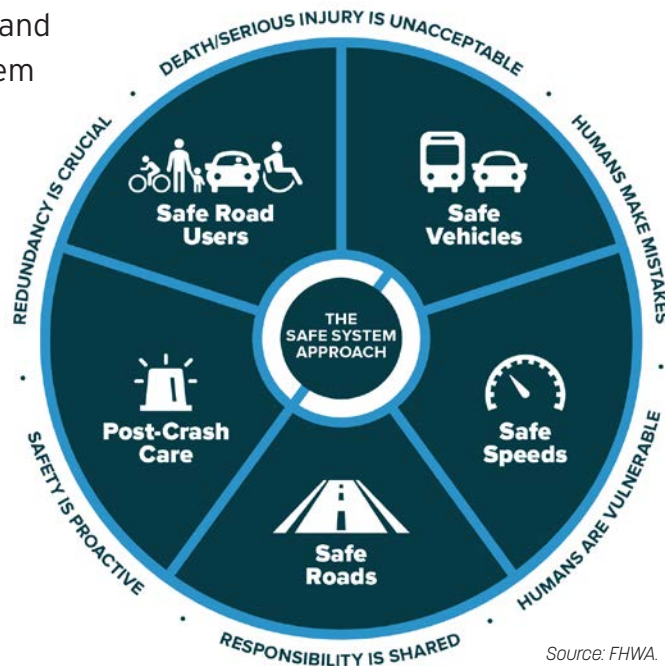 and
em
DEATH/SERIOUS INJURY IS UNACCEPTABLE
HUMANS MAKE MISTAKES
HUMANS ARE VULNERABLE
RESPONSIBILITY IS SHARED
SAFETY IS PROACTIVE
REDUNDANCY IS CRUCIAL
Safe Road
Users
Safe
Vehicles
THE
SAFE SYSTEM
APPROACH
Post-Crash
Care
Safe
Speeds
Safe
Roads
Source: FHWA.